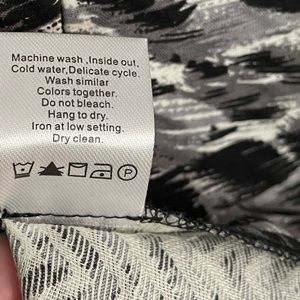 Machine wash ,Inside out,
Cold water,Delicate cycle.
Wash similar
Colors together.
Do not bleach.
Hang to dry.
Iron at low setting.
Dry clean.
P